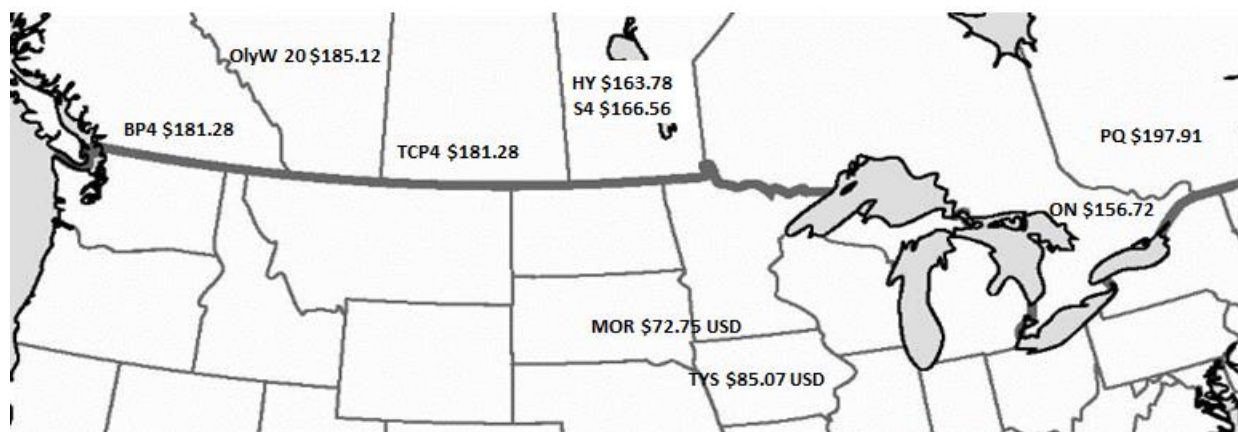 OlyW 20 $185.12
HY $163.78
S4 $166.56
BP4 $181.28
TCP4 $181.28
PQ $197.91
ON $156.72
MOR $72.75 USD
TYS $85.07 USD